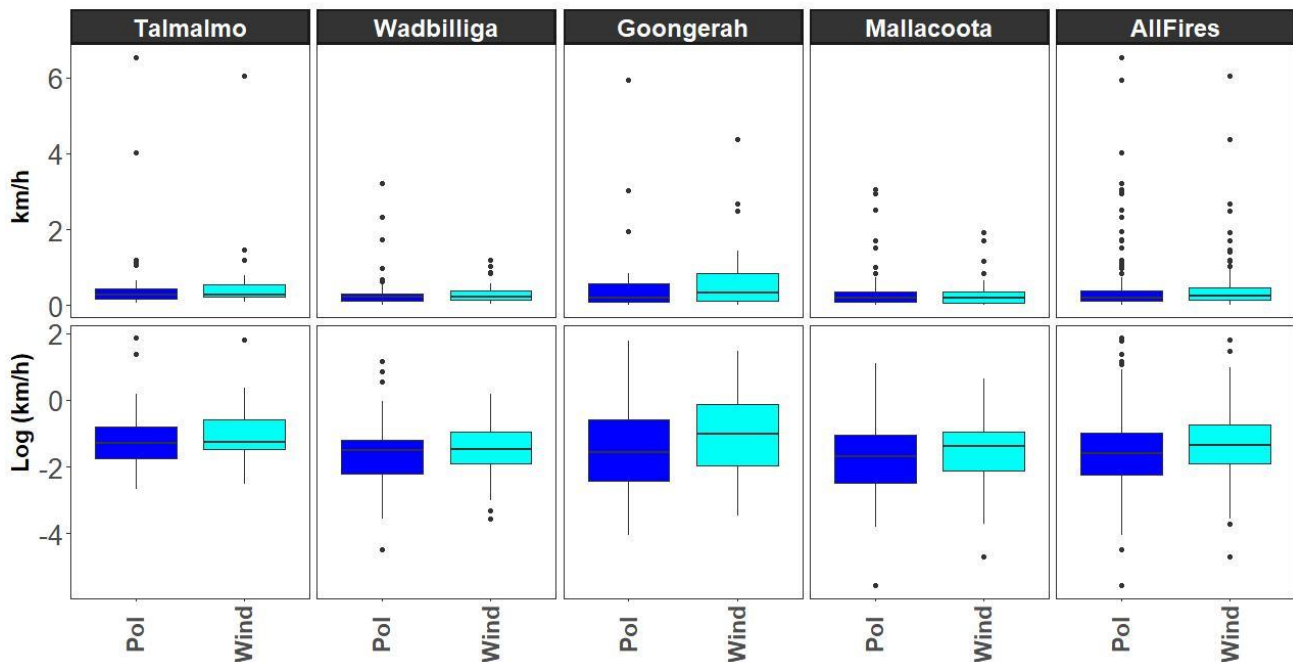 Talmalmo Wadbilliga Goongerah Mallacoota AllFires
km/h
6
4
2
0
Log (km/h)
2
0
-2
-4
Pol Wind Pol Wind Pol Wind Pol Wind Pol Wind